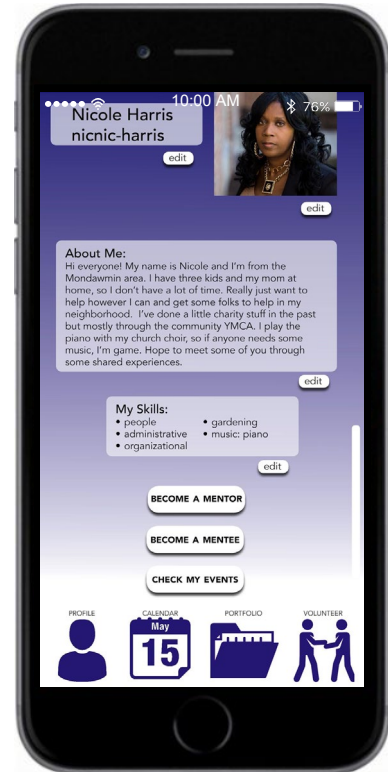 10:00 AM
76%
Nicole Harris
nicnic-harris
edit
edit
About Me:
Hi everyone! My name is Nicole and I'm from the
Mondawmin area. I have three kids and my mom at
home, so I don't have a lot of time. Really just want to
help however I can and get some folks to help in my
neighborhood.  I've done a little charity stuff in the past
but mostly through the community YMCA. I play the
piano with my church choir, so if anyone needs some
music, I'm game. Hope to meet some of you through
some shared experiences.
edit
My Skills:
• people
• administrative
• organizational
• gardening
• music: piano
edit
BECOME A MENTOR
BECOME A MENTEE
CHECK MY EVENTS
PROFILE
CALENDAR
PORTFOLIO
VOLUNTEER
May
15